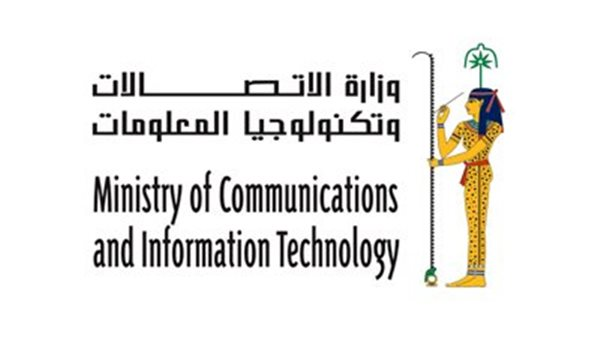 وزارة الاتصالات
وتكنولوجيا المعلومات
Ministry of Communications
and Information Technology